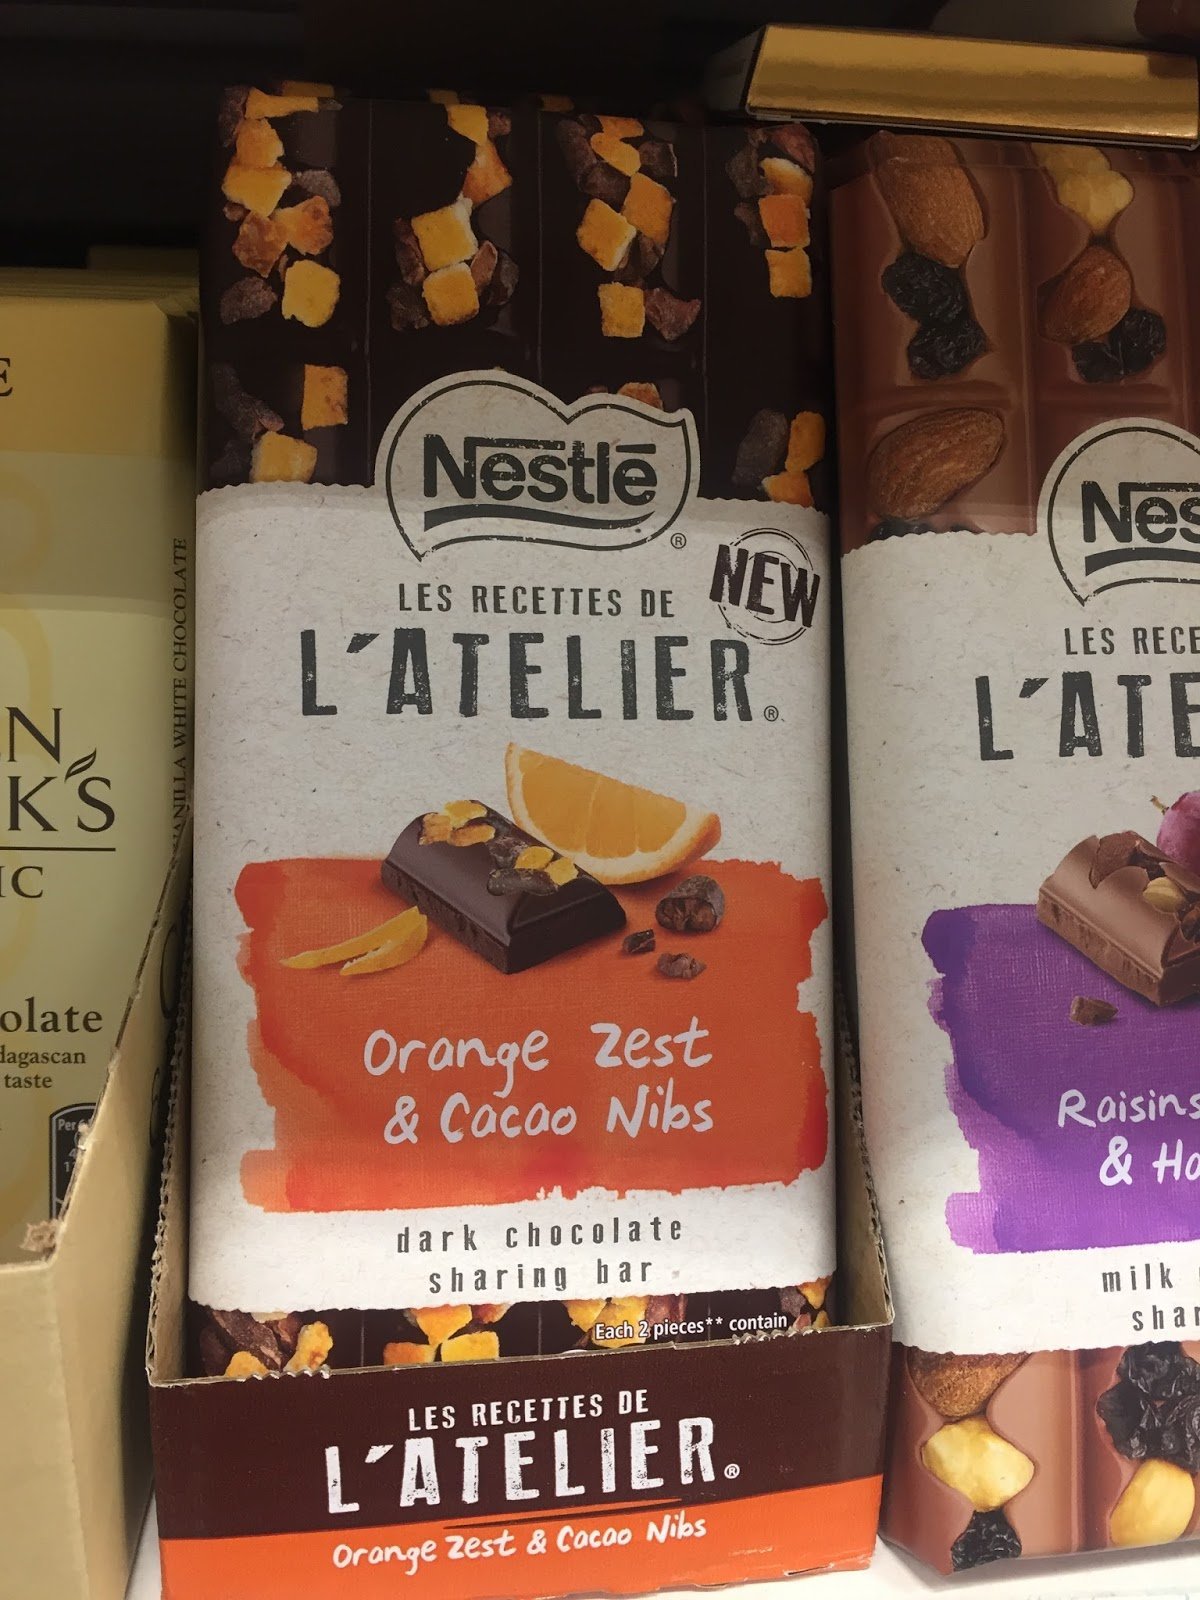 Nestlé
LES RECETTES DE
L'ATELIER®
NEW
Orange Zest
& Cacao Nibs
dark chocolate
sharing bar
Each 2 pieces** contain
LES RECETTES DE
L'ATELIER®
Orange Zest & Cacao Nibs
E
N
K'S
IC
olate
dagascan
taste
Per
VANILLA WHITE CHOCOLATE
Nes
LES RECE
L'ATE
Raisins
& Ha
milk
shar